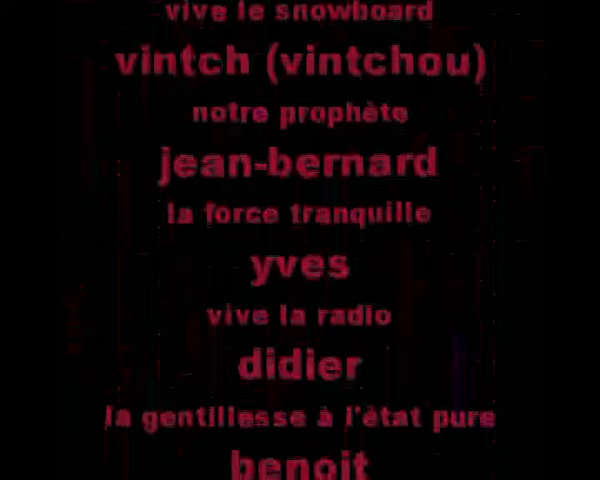 vive le snowboard
vintch (vintchou)
notre prophète
jean-bernard
la force tranquille
yves
vive la radio
didier
la gentillesse à l'état pure
benoit